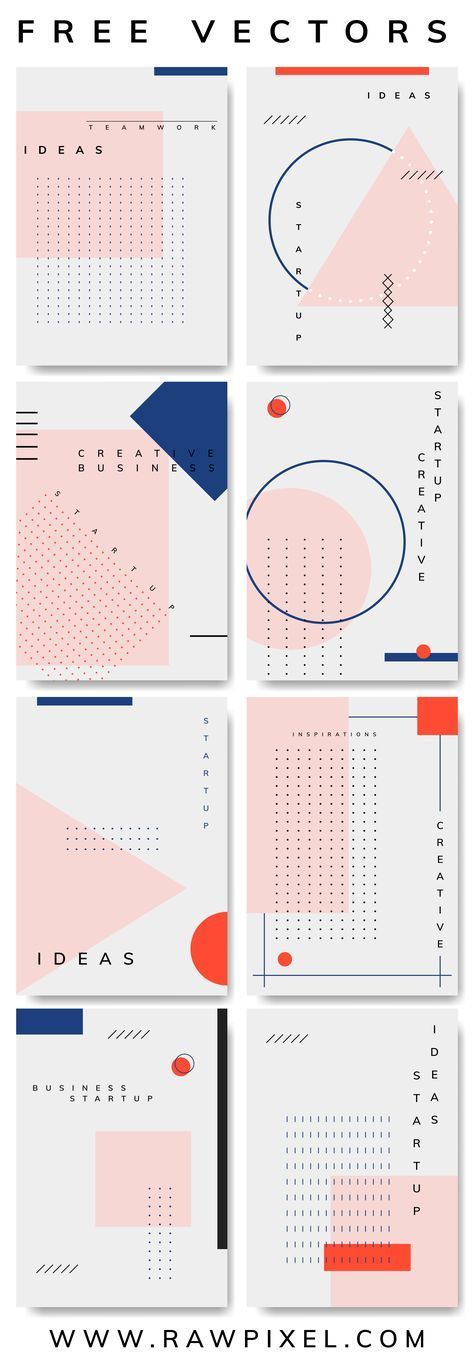 FREE VECTORS
TEAMWORK
IDEAS
IDEAS
STARTUP
CREATIVE
BUSINESS
STARTUP
STARTUP
CREATIVE
STARTUP
IDEAS
INSPIRATIONS
CREATIVE
BUSINESS
STARTUP
IDEAS
STARTUP
WWW.RAWPIXEL.COM